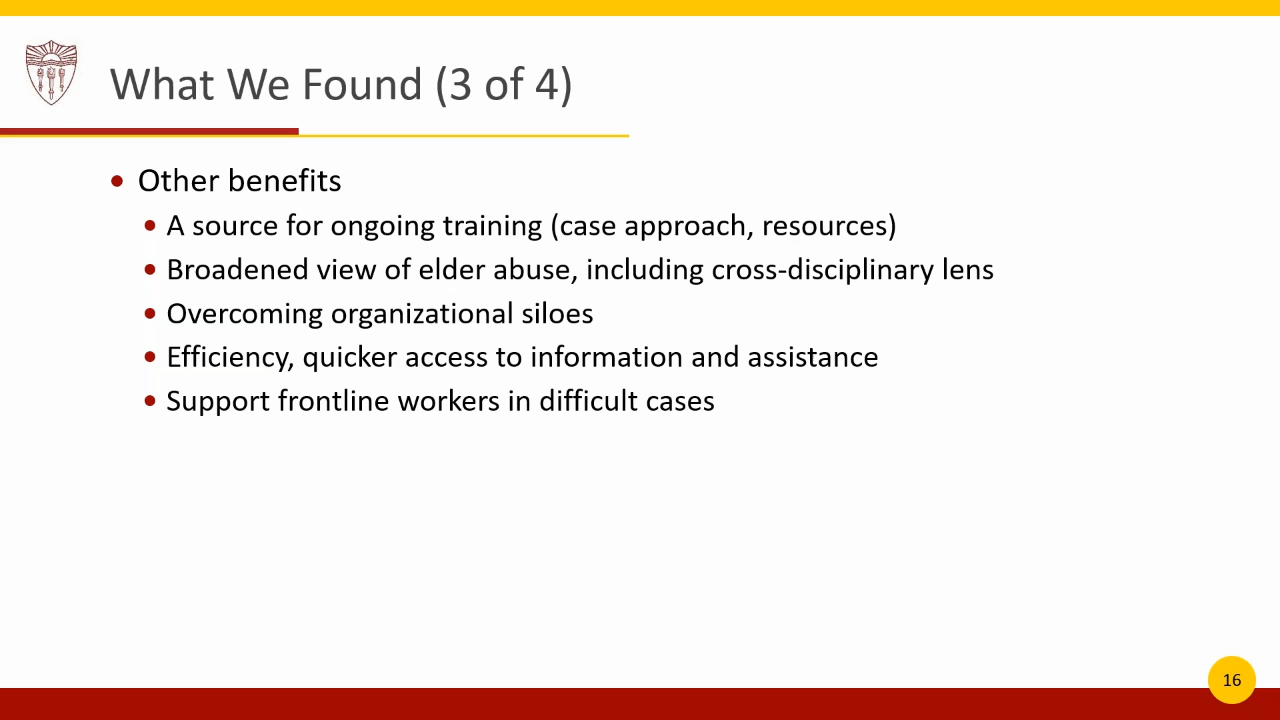 What We Found (3 of 4)
• Other benefits
• A source for ongoing training (case approach, resources)
• Broadened view of elder abuse, including cross-disciplinary lens
• Overcoming organizational siloes
• Efficiency, quicker access to information and assistance
• Support frontline workers in difficult cases
16